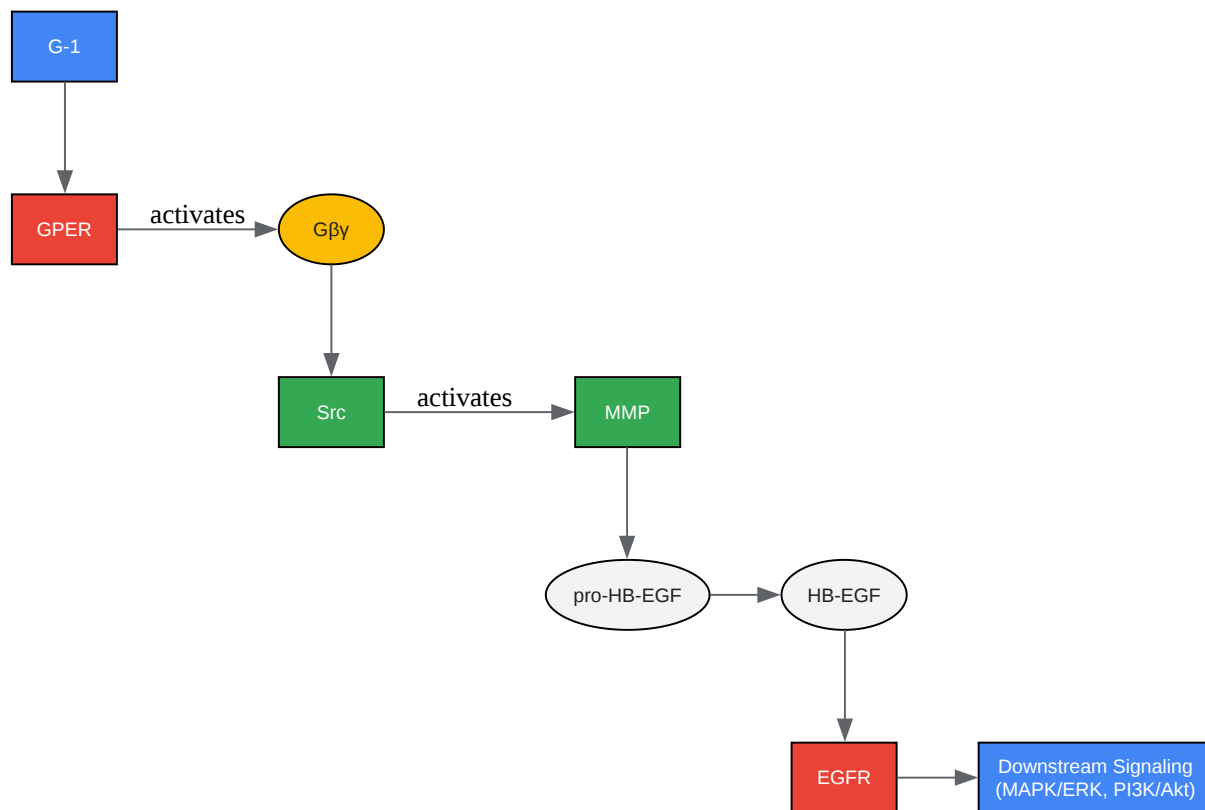 G-1
GPER
activates
Gβγ
Src
activates
MMP
pro-HB-EGF
HB-EGF
EGFR
Downstream Signaling
(MAPK/ERK, PI3K/Akt)